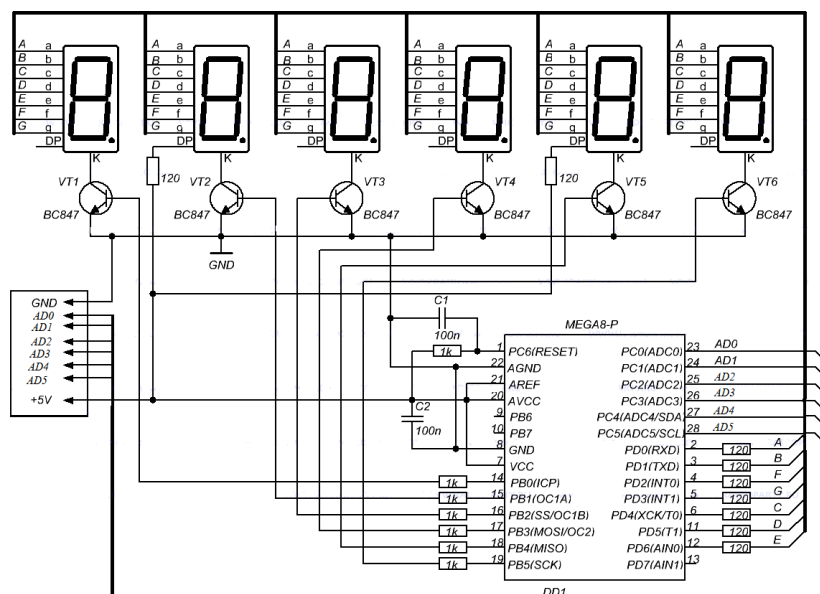 A a A a A a A a A a A a
B b B b B b B b B b B b
C c C c C c C c C c C c
D d D d D d D d D d D d
E e E e E e E e E e E e
F f F f F f F f F f F f
G g G g G g G g G g G g
DP DP DP DP DP DP
K K K K K K
VT1 120 VT2 VT3 VT4 120 VT5 VT6
BC847 BC847 BC847 BC847 BC847 BC847
GND
GND
AD0
AD1
AD2
AD3
AD4
AD5
+5V
C1
100n
1k
C2
100n
MEGA8-P
1 PC6(RESET) PC0(ADC0) 23 AD0
22 AGND PC1(ADC1) 24 AD1
21 AREF PC2(ADC2) 25 AD2
20 AVCC PC3(ADC3) 26 AD3
9 PB6 PC4(ADC4/SDA) 27 AD4
10 PB7 PC5(ADC5/SCL) 28 AD5
8 GND PD0(RXD) 2 120 A
7 VCC PD1(TXD) 3 120 B
1k 14 PB0(ICP) PD2(INT0) 4 120 F
1k 15 PB1(OC1A) PD3(INT1) 5 120 G
1k 16 PB2(SS/OC1B) PD4(XCK/T0) 6 120 C
1k 17 PB3(MOSI/OC2) PD5(T1) 11 120 D
1k 18 PB4(MISO) PD6(AIN0) 12 120 E
1k 19 PB5(SCK) PD7(AIN1) 13
DD1